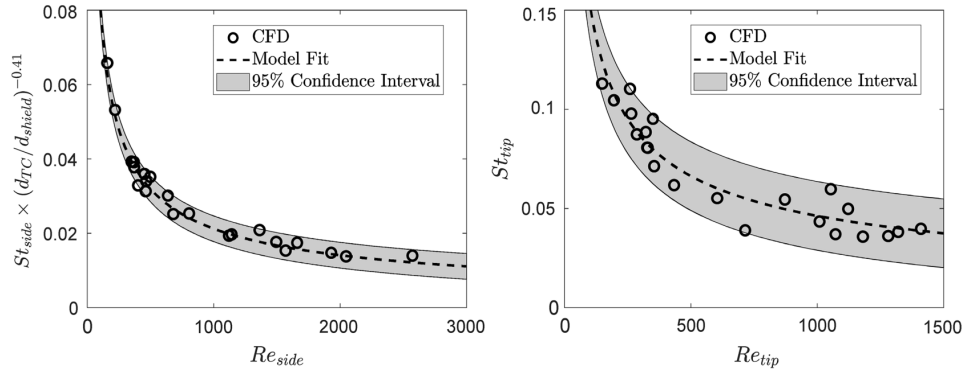 0.08
0.06
0.04
0.02
0
St_side × (d_TC/d_shield)^−0.41
CFD
Model Fit
95% Confidence Interval
0 1000 2000 3000
Re_side
0.15
0.1
0.05
0
St_tip
CFD
Model Fit
95% Confidence Interval
0 500 1000 1500
Re_tip